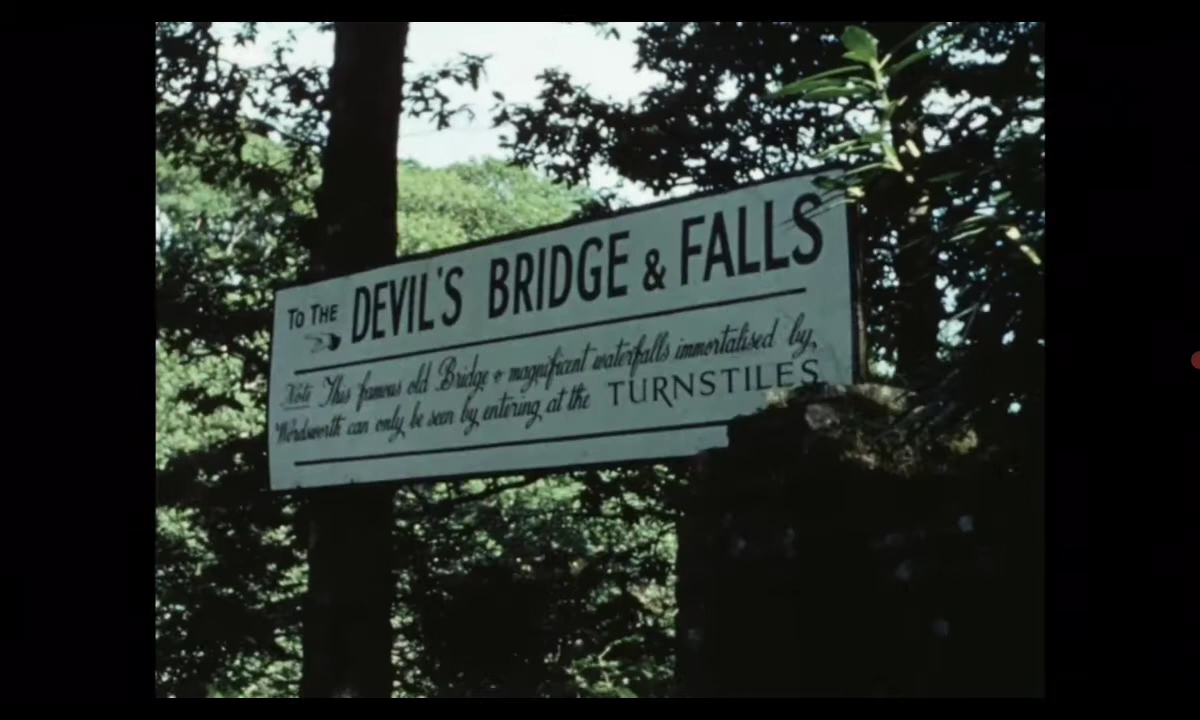 To THE DEVIL'S BRIDGE & FALLS
Note This famous old Bridge & magnificent waterfalls immortalised by,
Wordsworth can only be seen by entering at the TURNSTILES